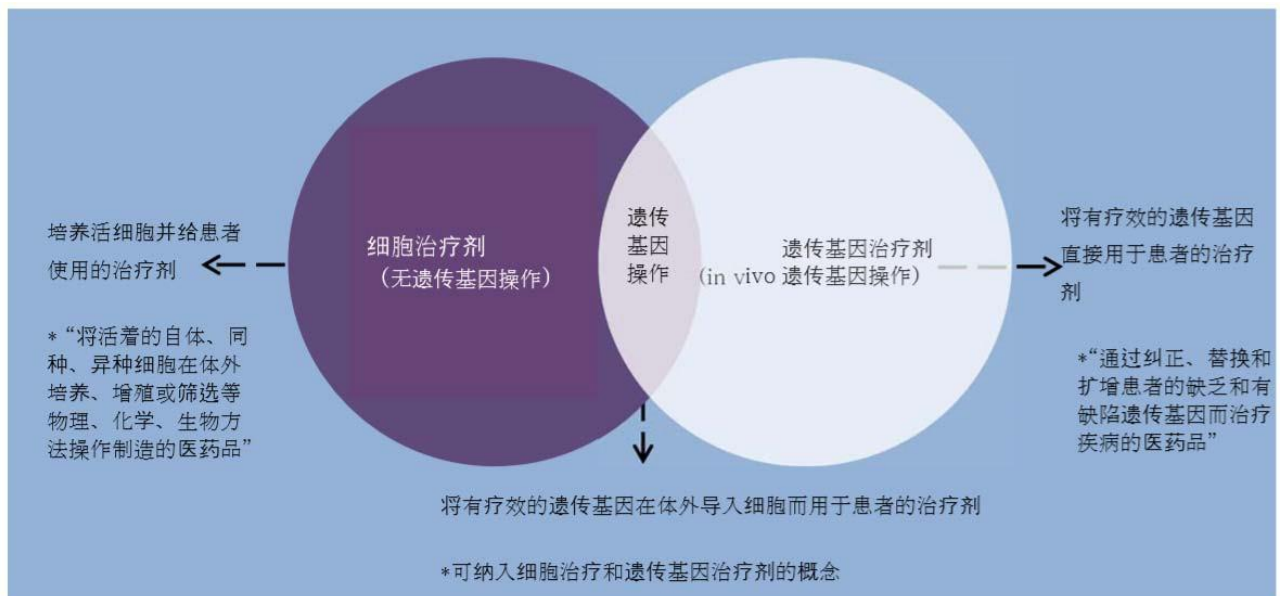 培养活细胞并给患者
使用的治疗剂
*“将活着的自体、同
种、异种细胞在体外
培养、增殖或筛选等
物理、化学、生物方
法操作制造的医药品”
细胞治疗剂
（无遗传基因操作）
遗传
基因
操作
遗传基因治疗剂
(in vivo 遗传基因操作）
将有疗效的遗传基因
直接用于患者的治疗
剂
*“通过纠正、替换和
扩增患者的缺乏和有
缺陷遗传基因而治疗
疾病的医药品”
将有疗效的遗传基因在体外导入细胞而用于患者的治疗剂
*可纳入细胞治疗和遗传基因治疗剂的概念